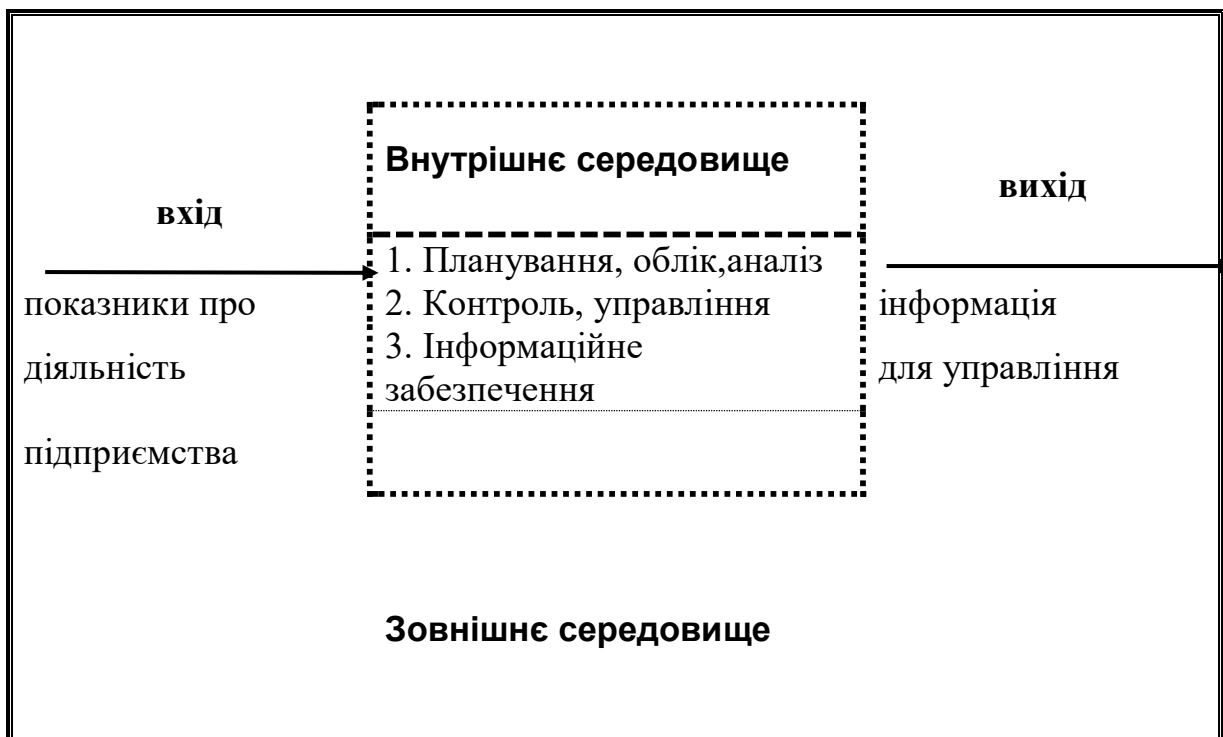 Внутрішнє середовище
вхід
вихід
1. Планування, облік,аналіз
2. Контроль, управління
3. Інформаційне
забезпечення
показники про
діяльність
підприємства
інформація
для управління
Зовнішнє середовище